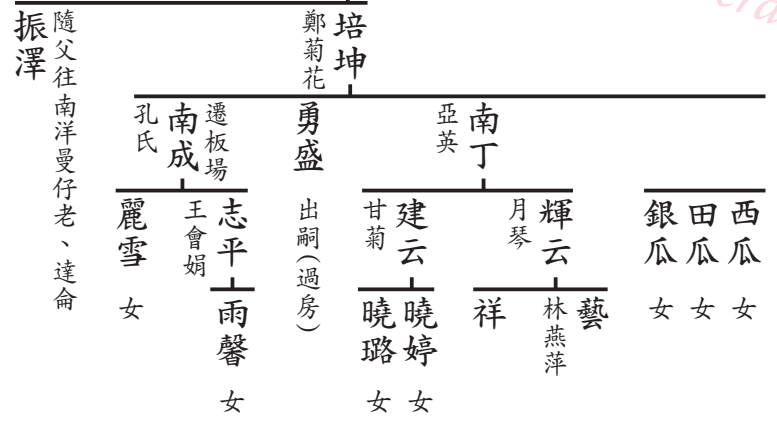 培坤
鄭菊花
振澤
隨父往南洋曼仔老、達侖
南丁
亞英
勇盛
出嗣(過房)
遷板場
南成
孔氏
西瓜 女
田瓜 女
銀瓜 女
輝云
月琴
建云
甘菊
志平
王會娟
麗雪 女
藝
林燕萍
祥
曉婷 女
曉璐 女
雨馨 女